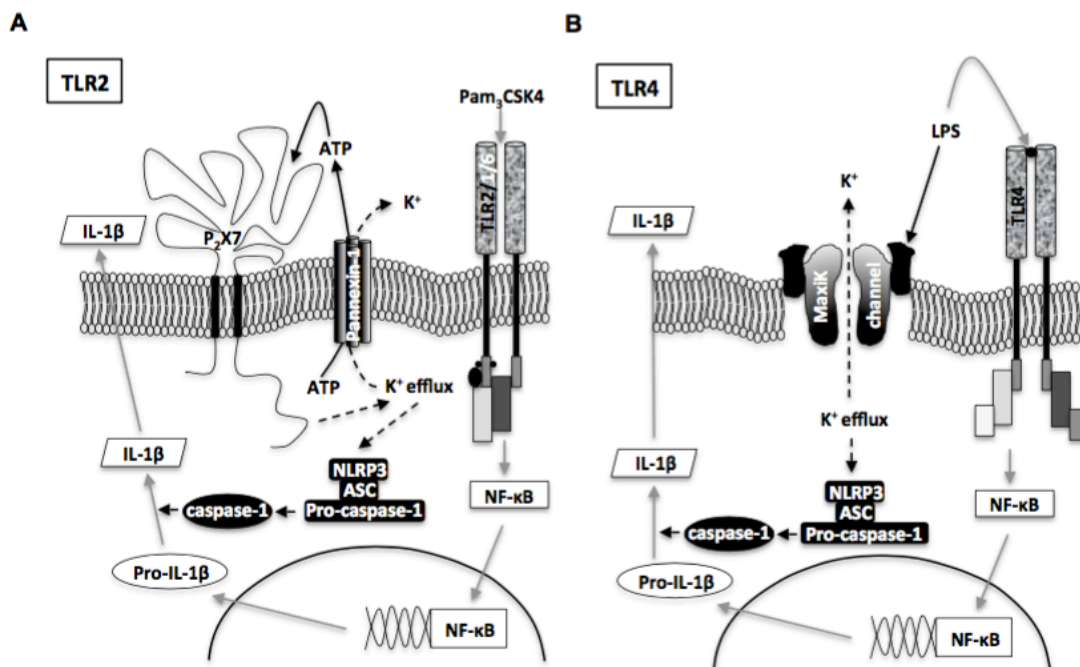 A
TLR2
Pam₃CSK4
ATP
K⁺
TLR2/1/6
IL-1β
P₂X7
Pannexin-1
ATP
K⁺ efflux
IL-1β
NLRP3
ASC
Pro-caspase-1
caspase-1
NF-κB
Pro-IL-1β
NF-κB
B
TLR4
LPS
K⁺
TLR4
IL-1β
MaxiK
channel
K⁺ efflux
IL-1β
NLRP3
ASC
Pro-caspase-1
caspase-1
NF-κB
Pro-IL-1β
NF-κB